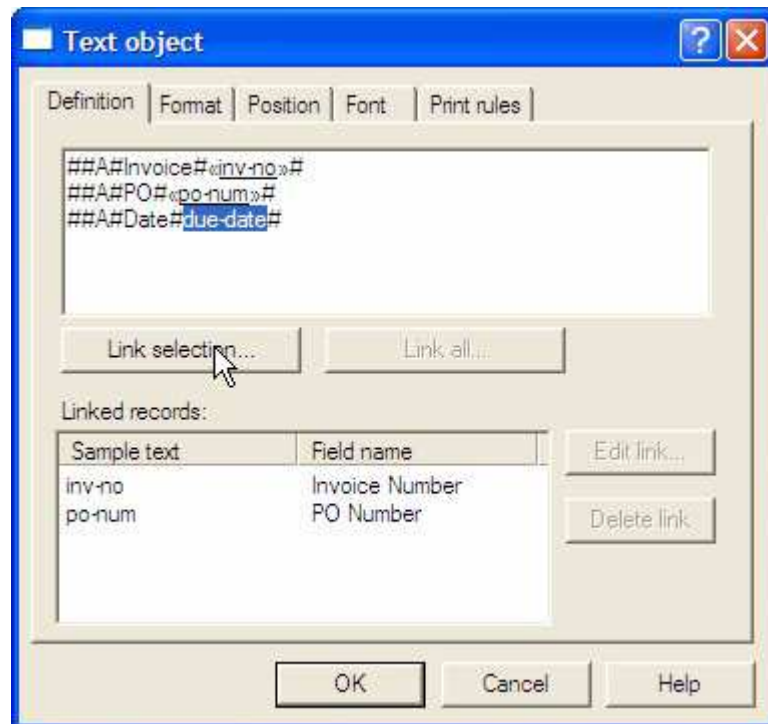 Text object
Definition Format Position Font Print rules
##A#Invoice#«inv-no»#
##A#PO#«po-num»#
##A#Date#due-date#
Link selection... Link all...
Linked records:
Sample text Field name
inv-no Invoice Number
po-num PO Number
Edit link...
Delete link
OK Cancel Help